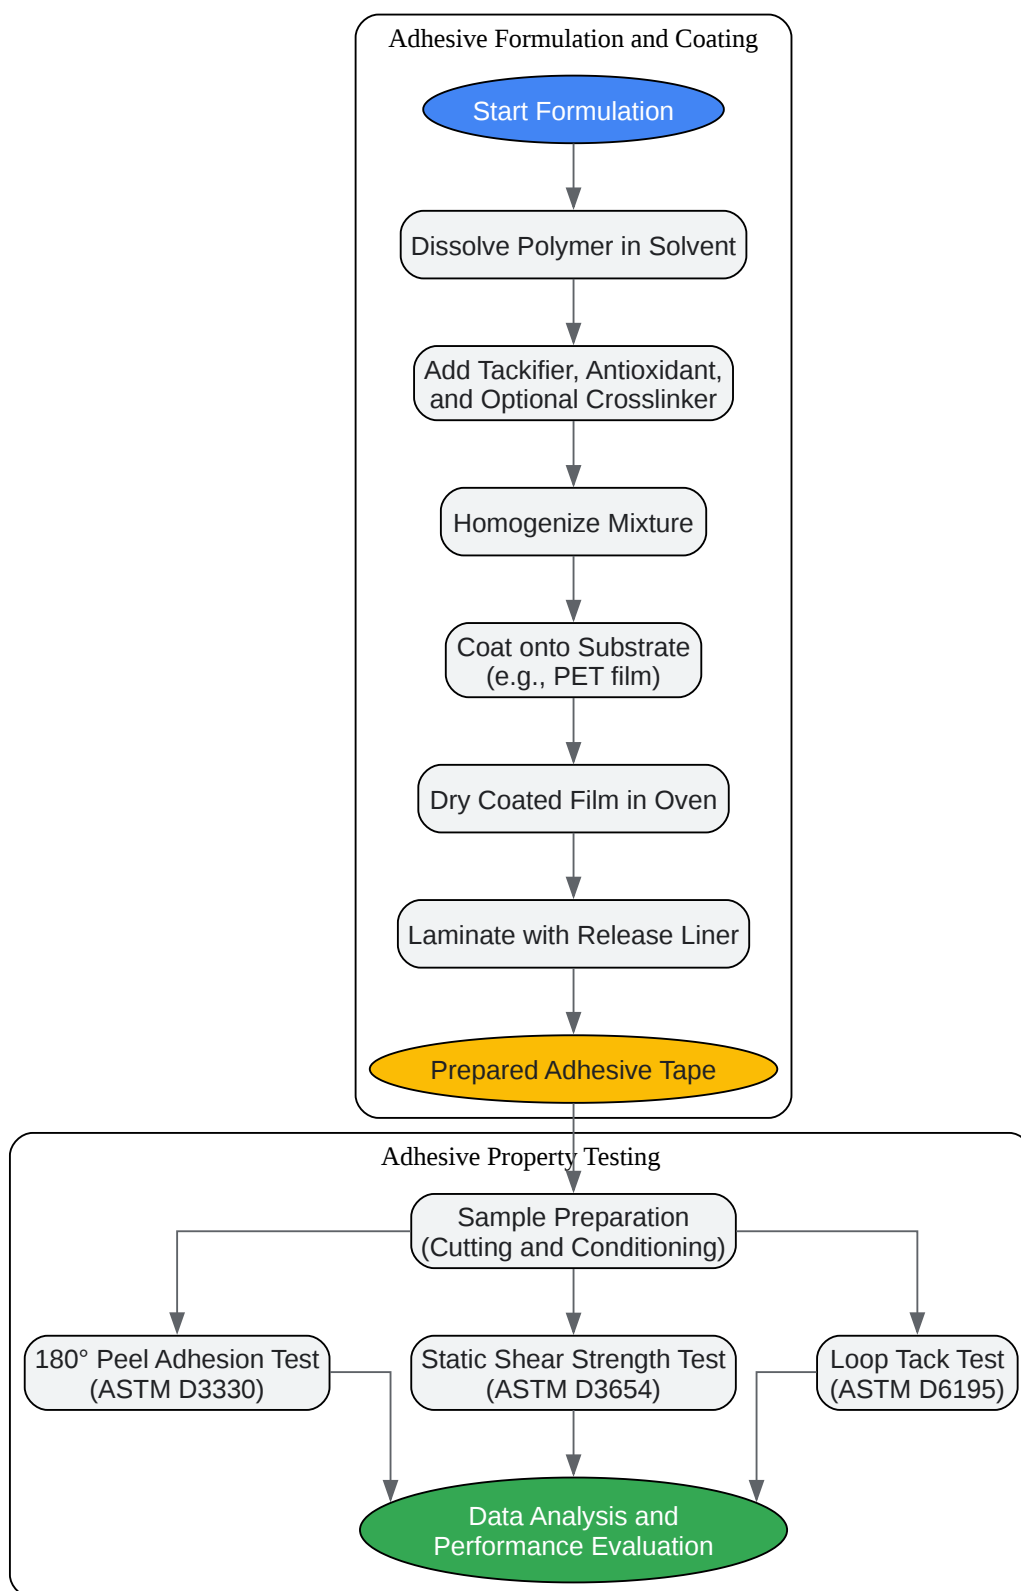 Adhesive Formulation and Coating
Start Formulation
Dissolve Polymer in Solvent
Add Tackifier, Antioxidant,
and Optional Crosslinker
Homogenize Mixture
Coat onto Substrate
(e.g., PET film)
Dry Coated Film in Oven
Laminate with Release Liner
Prepared Adhesive Tape
Adhesive Property Testing
Sample Preparation
(Cutting and Conditioning)
180° Peel Adhesion Test
(ASTM D3330)
Static Shear Strength Test
(ASTM D3654)
Loop Tack Test
(ASTM D6195)
Data Analysis and
Performance Evaluation